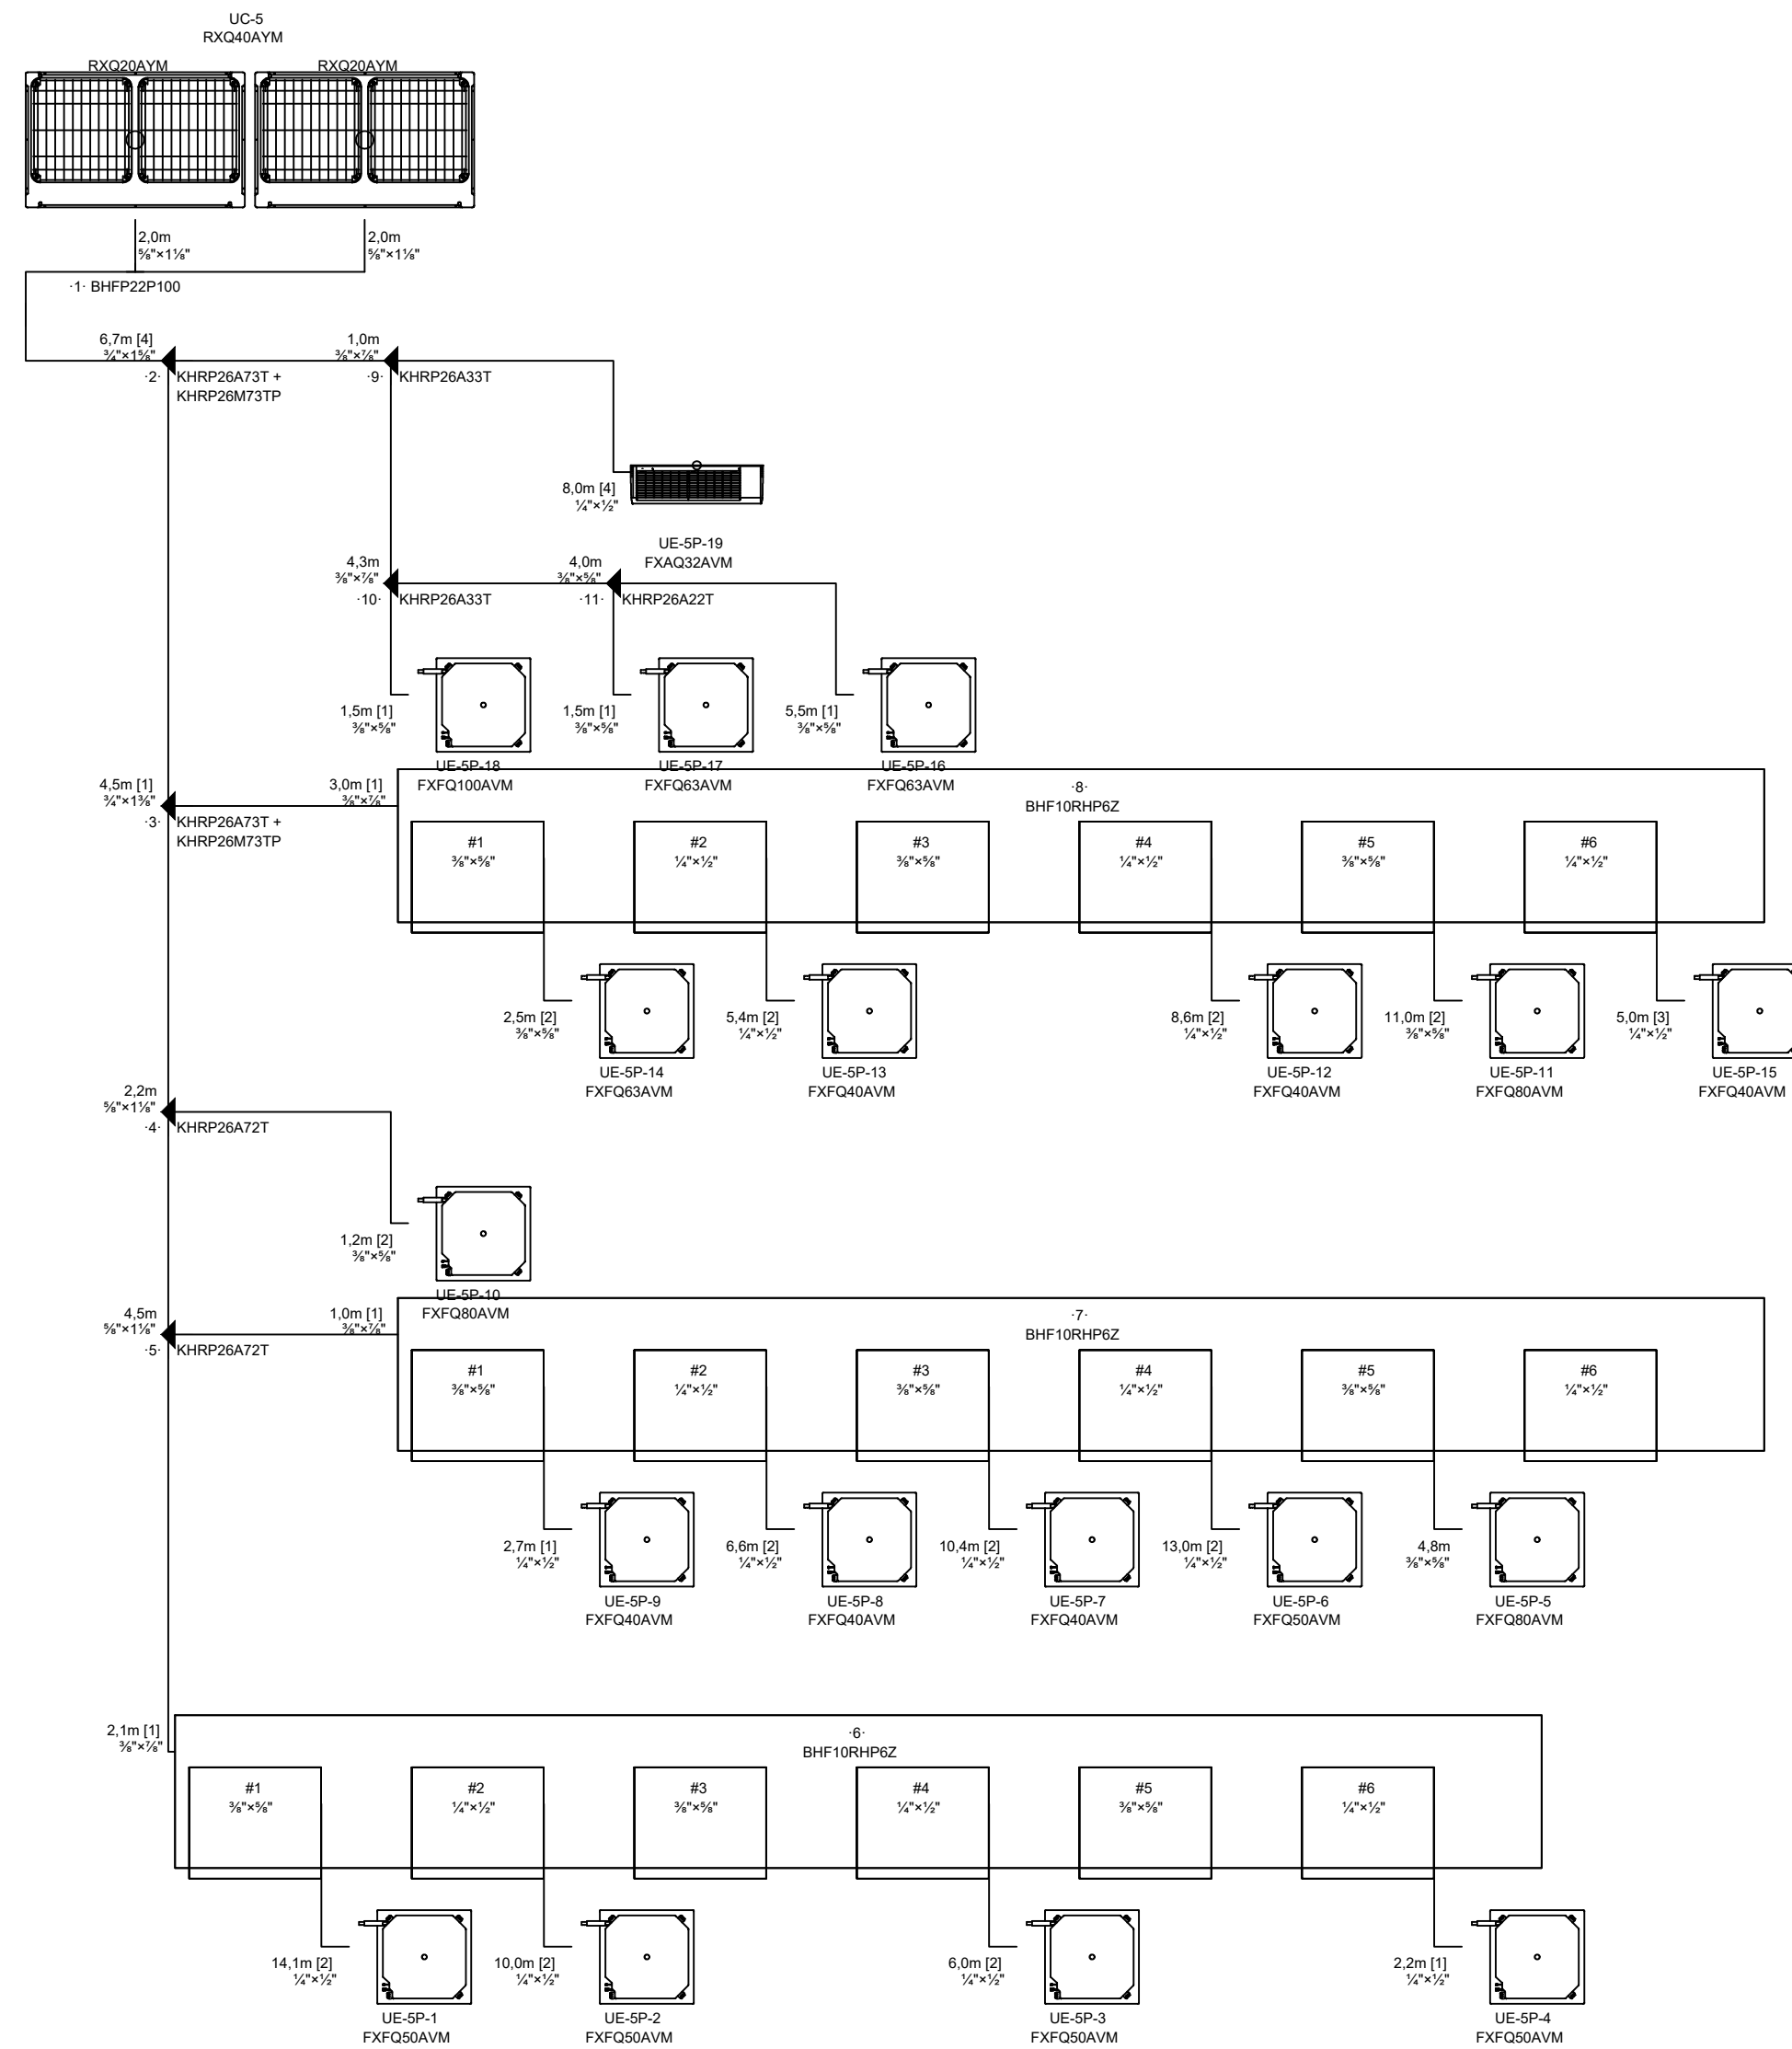 UC-5
RXQ40AYM
RXQ20AYM
RXQ20AYM
2,0m
⅝"×1⅛"
2,0m
⅝"×1⅛"
·1· BHFP22P100
6,7m [4]
¾"×1⅝"
·2· KHRP26A73T +
KHRP26M73TP
1,0m
⅜"×⅞"
·9· KHRP26A33T
8,0m [4]
¼"×½"
UE-5P-19
FXAQ32AVM
4,3m
⅜"×⅞"
·10· KHRP26A33T
4,0m
⅜"×⅝"
·11· KHRP26A22T
1,5m [1]
⅜"×⅝"
UE-5P-18
FXFQ100AVM
1,5m [1]
⅜"×⅝"
UE-5P-17
FXFQ63AVM
5,5m [1]
⅜"×⅝"
UE-5P-16
FXFQ63AVM
4,5m [1]
¾"×1⅜"
·3· KHRP26A73T +
KHRP26M73TP
3,0m [1]
⅜"×⅞"
·8·
BHF10RHP6Z
#1
⅜"×⅝"
#2
¼"×½"
#3
⅜"×⅝"
#4
¼"×½"
#5
⅜"×⅝"
#6
¼"×½"
2,5m [2]
⅜"×⅝"
UE-5P-14
FXFQ63AVM
5,4m [2]
¼"×½"
UE-5P-13
FXFQ40AVM
8,6m [2]
¼"×½"
UE-5P-12
FXFQ40AVM
11,0m [2]
⅜"×⅝"
UE-5P-11
FXFQ80AVM
5,0m [3]
¼"×½"
UE-5P-15
FXFQ40AVM
2,2m
⅝"×1⅛"
·4· KHRP26A72T
1,2m [2]
⅜"×⅝"
UE-5P-10
FXFQ80AVM
4,5m
⅝"×1⅛"
·5· KHRP26A72T
1,0m [1]
⅜"×⅞"
·7·
BHF10RHP6Z
#1
⅜"×⅝"
#2
¼"×½"
#3
⅜"×⅝"
#4
¼"×½"
#5
⅜"×⅝"
#6
¼"×½"
2,7m [1]
¼"×½"
UE-5P-9
FXFQ40AVM
6,6m [2]
¼"×½"
UE-5P-8
FXFQ40AVM
10,4m [2]
¼"×½"
UE-5P-7
FXFQ40AVM
13,0m [2]
¼"×½"
UE-5P-6
FXFQ50AVM
4,8m
⅜"×⅝"
UE-5P-5
FXFQ80AVM
2,1m [1]
⅜"×⅞"
·6·
BHF10RHP6Z
#1
⅜"×⅝"
#2
¼"×½"
#3
⅜"×⅝"
#4
¼"×½"
#5
⅜"×⅝"
#6
¼"×½"
14,1m [2]
¼"×½"
UE-5P-1
FXFQ50AVM
10,0m [2]
¼"×½"
UE-5P-2
FXFQ50AVM
6,0m [2]
¼"×½"
UE-5P-3
FXFQ50AVM
2,2m [1]
¼"×½"
UE-5P-4
FXFQ50AVM